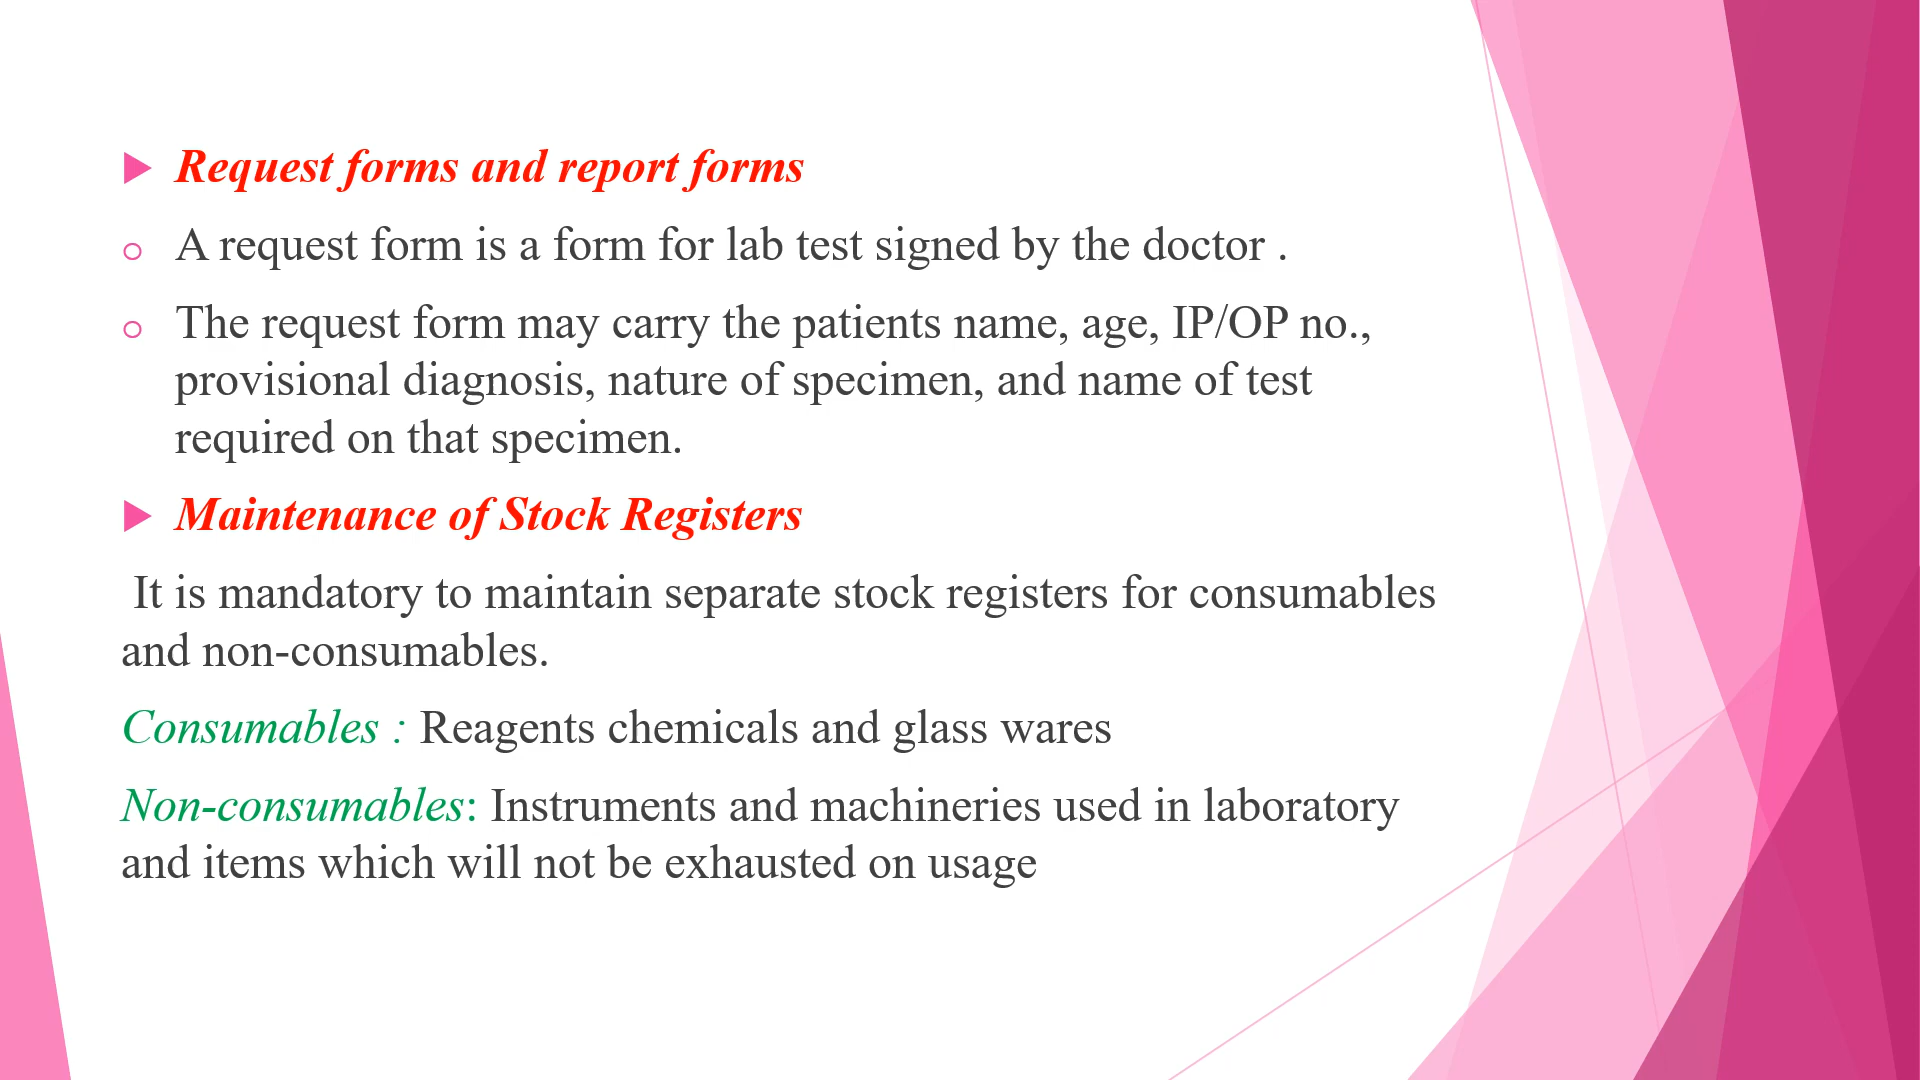 Request forms and report forms
A request form is a form for lab test signed by the doctor .
The request form may carry the patients name, age, IP/OP no.,
provisional diagnosis, nature of specimen, and name of test
required on that specimen.
Maintenance of Stock Registers
It is mandatory to maintain separate stock registers for consumables
and non-consumables.
Consumables : Reagents chemicals and glass wares
Non-consumables: Instruments and machineries used in laboratory
and items which will not be exhausted on usage